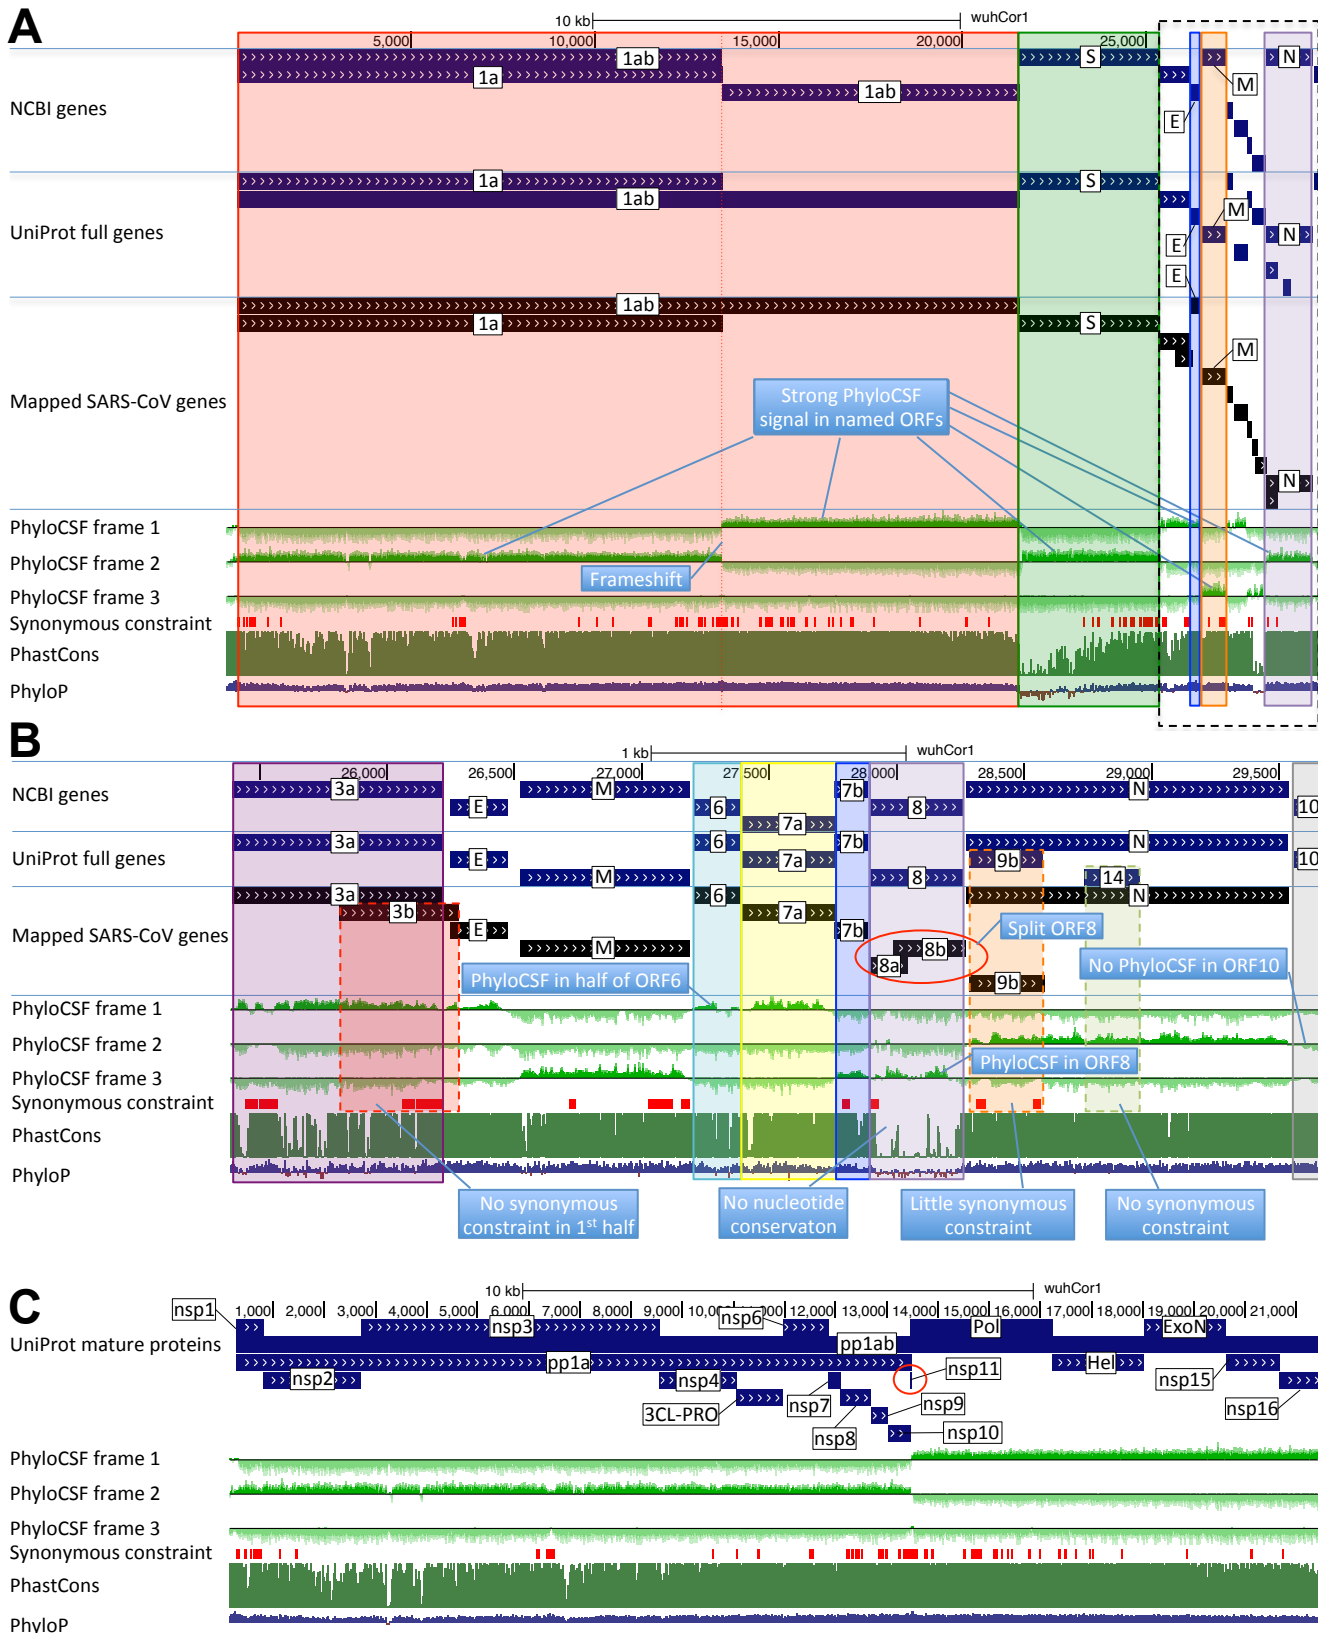 A
10 kb
wuhCor1
5,000
10,000
15,000
20,000
25,000
NCBI genes
1ab
1a
1ab
S
E
M
N
UniProt full genes
1a
1ab
S
E
M
N
Mapped SARS-CoV genes
E
1ab
1a
S
M
N
Strong PhyloCSF
signal in named ORFs
PhyloCSF frame 1
PhyloCSF frame 2
Frameshift
PhyloCSF frame 3
Synonymous constraint
PhastCons
PhyloP
B
1 kb
wuhCor1
26,000
26,500
27,000
27,500
28,000
28,500
29,000
29,500
NCBI genes
3a
E
M
6
7a
7b
8
N
10
UniProt full genes
3a
E
M
6
7a
7b
8
9b
14
N
10
Mapped SARS-CoV genes
3a
3b
E
M
6
7a
7b
8a
8b
9b
N
Split ORF8
PhyloCSF in half of ORF6
No PhyloCSF in ORF10
PhyloCSF frame 1
PhyloCSF frame 2
PhyloCSF in ORF8
PhyloCSF frame 3
Synonymous constraint
PhastCons
PhyloP
No synonymous
constraint in 1st half
No nucleotide
conservaton
Little synonymous
constraint
No synonymous
constraint
C
10 kb
wuhCor1
1,000
2,000
3,000
4,000
5,000
6,000
7,000
8,000
9,000
12,000
13,000
14,000
15,000
16,000
17,000
18,000
19,000
20,000
21,000
UniProt mature proteins
nsp1
nsp3
nsp6
pp1ab
Pol
ExoN
pp1a
nsp2
nsp4
3CL-PRO
nsp7
nsp8
nsp9
nsp10
nsp11
Hel
nsp15
nsp16
PhyloCSF frame 1
PhyloCSF frame 2
PhyloCSF frame 3
Synonymous constraint
PhastCons
PhyloP